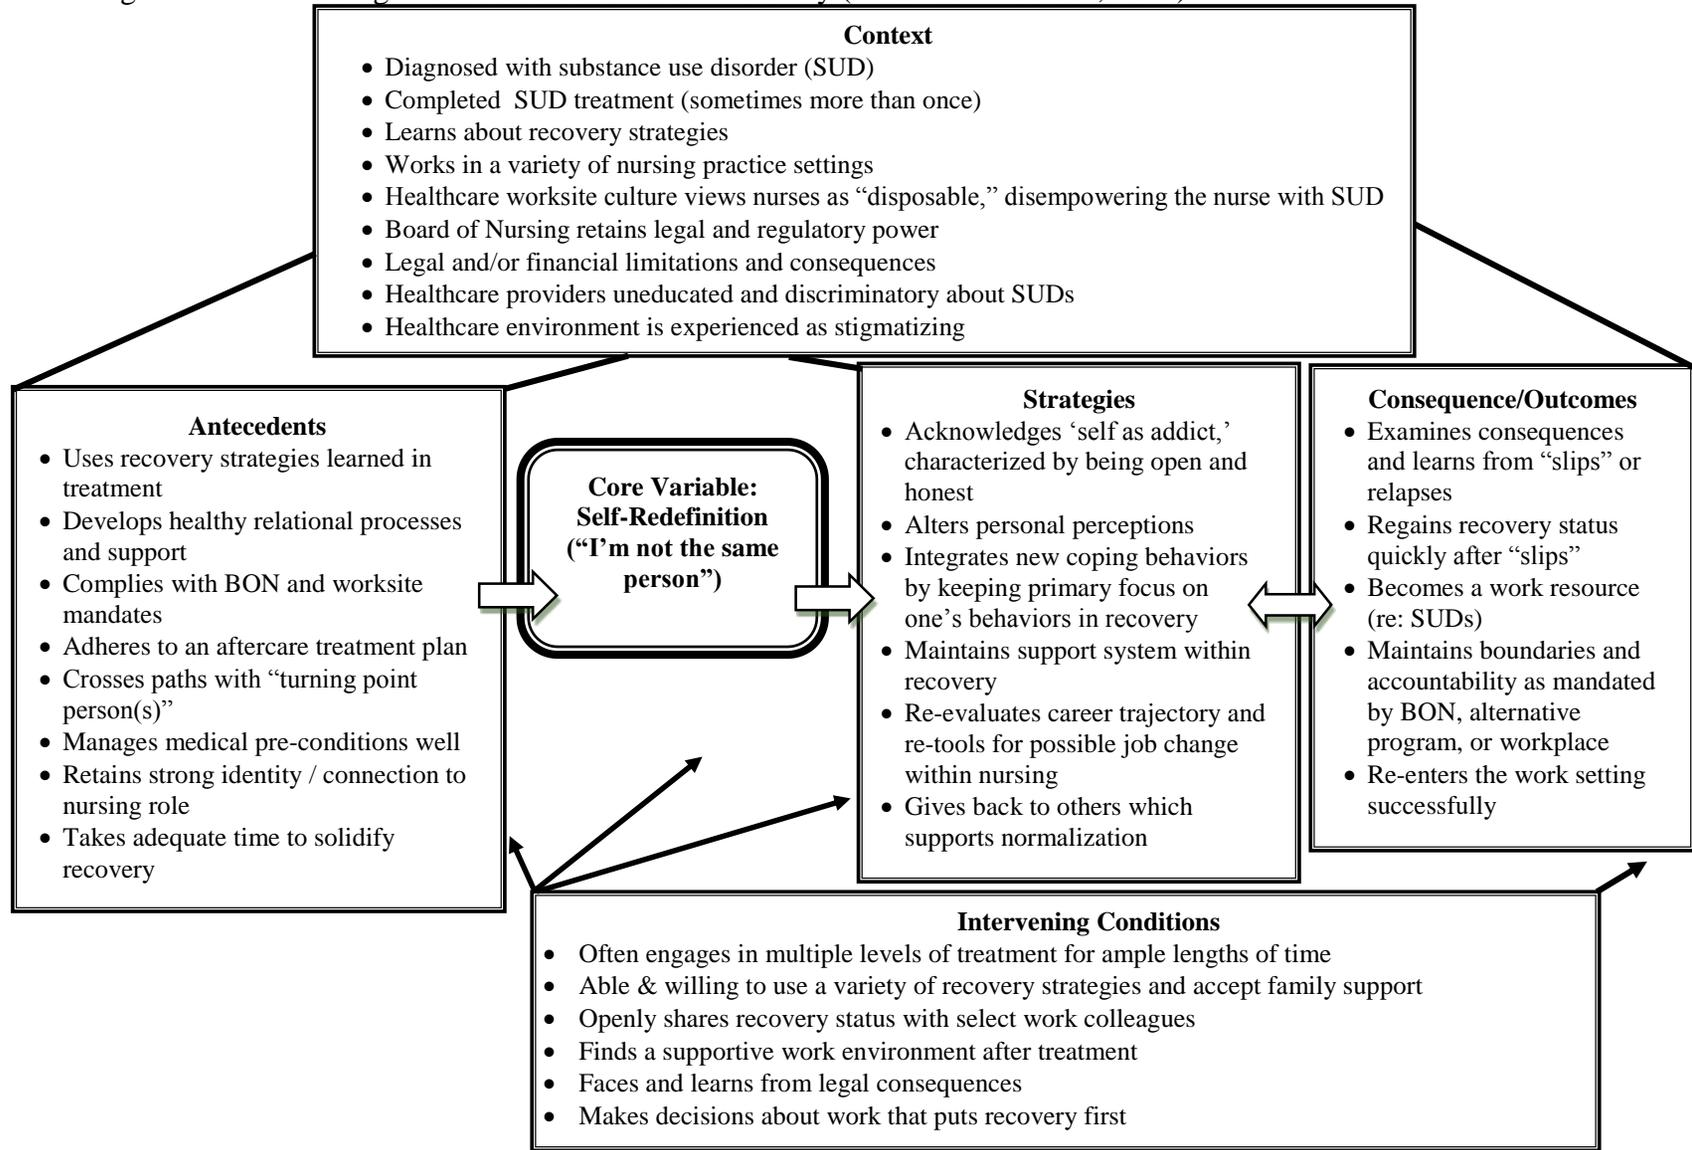 Context
• Diagnosed with substance use disorder (SUD)
• Completed  SUD treatment (sometimes more than once)
• Learns about recovery strategies
• Works in a variety of nursing practice settings
• Healthcare worksite culture views nurses as “disposable,” disempowering the nurse with SUD
• Board of Nursing retains legal and regulatory power
• Legal and/or financial limitations and consequences
• Healthcare providers uneducated and discriminatory about SUDs
• Healthcare environment is experienced as stigmatizing
Antecedents
• Uses recovery strategies learned in
treatment
• Develops healthy relational processes
and support
• Complies with BON and worksite
mandates
• Adheres to an aftercare treatment plan
• Crosses paths with “turning point
person(s)”
• Manages medical pre-conditions well
• Retains strong identity / connection to
nursing role
• Takes adequate time to solidify
recovery
Core Variable:
Self-Redefinition
(“I’m not the same
person”)
Strategies
• Acknowledges ‘self as addict,’
characterized by being open and
honest
• Alters personal perceptions
• Integrates new coping behaviors
by keeping primary focus on
one’s behaviors in recovery
• Maintains support system within
recovery
• Re-evaluates career trajectory and
re-tools for possible job change
within nursing
• Gives back to others which
supports normalization
Consequence/Outcomes
• Examines consequences
and learns from “slips” or
relapses
• Regains recovery status
quickly after “slips”
• Becomes a work resource
(re: SUDs)
• Maintains boundaries and
accountability as mandated
by BON, alternative
program, or workplace
• Re-enters the work setting
successfully
Intervening Conditions
• Often engages in multiple levels of treatment for ample lengths of time
• Able & willing to use a variety of recovery strategies and accept family support
• Openly shares recovery status with select work colleagues
• Finds a supportive work environment after treatment
• Faces and learns from legal consequences
• Makes decisions about work that puts recovery first